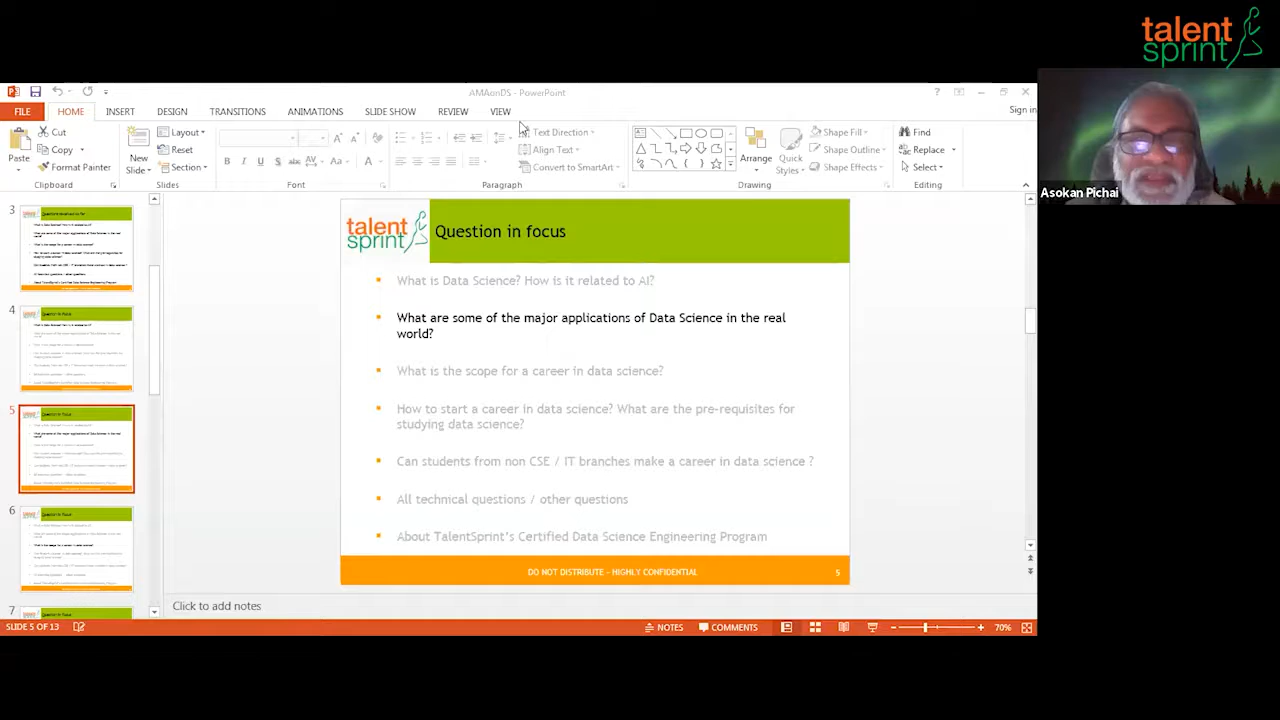 talent
sprint
AMAonDS - PowerPoint
Sign in
FILE HOME INSERT DESIGN TRANSITIONS ANIMATIONS SLIDE SHOW REVIEW VIEW
Paste
Cut
Copy
Format Painter
Clipboard
New
Slide
Layout
Reset
Section
Slides
Font
Text Direction
Align Text
Convert to SmartArt
Paragraph
Arrange
Quick
Styles
Shape Fill
Shape Outline
Shape Effects
Drawing
Find
Replace
Select
Editing
Asokan Pichai
3
4
5
6
7
talent
sprint
Question in focus
What is Data Science? How is it related to AI?
What are some of the major applications of Data Science in the real
world?
What is the scope for a career in data science?
How to start a career in data science? What are the pre-requisites for
studying data science?
Can students from non CSE / IT branches make a career in data science ?
All technical questions / other questions
About TalentSprint's Certified Data Science Engineering Program
DO NOT DISTRIBUTE - HIGHLY CONFIDENTIAL 5
Click to add notes
SLIDE 5 OF 13
NOTES COMMENTS 70%